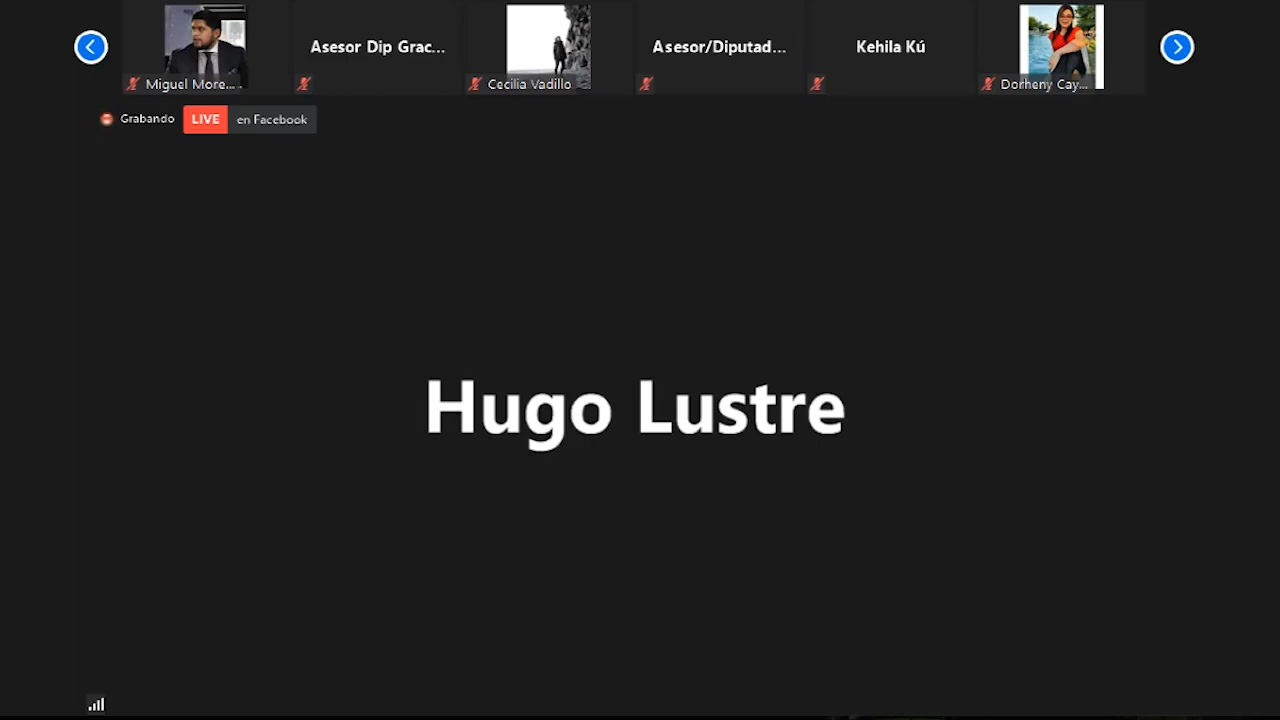 Asesor Dip Grac...
Asesor/Diputad...
Kehila Kú
Miguel More...
Cecilia Vadillo
Dorheny Cay...
Grabando
LIVE
en Facebook
Hugo Lustre